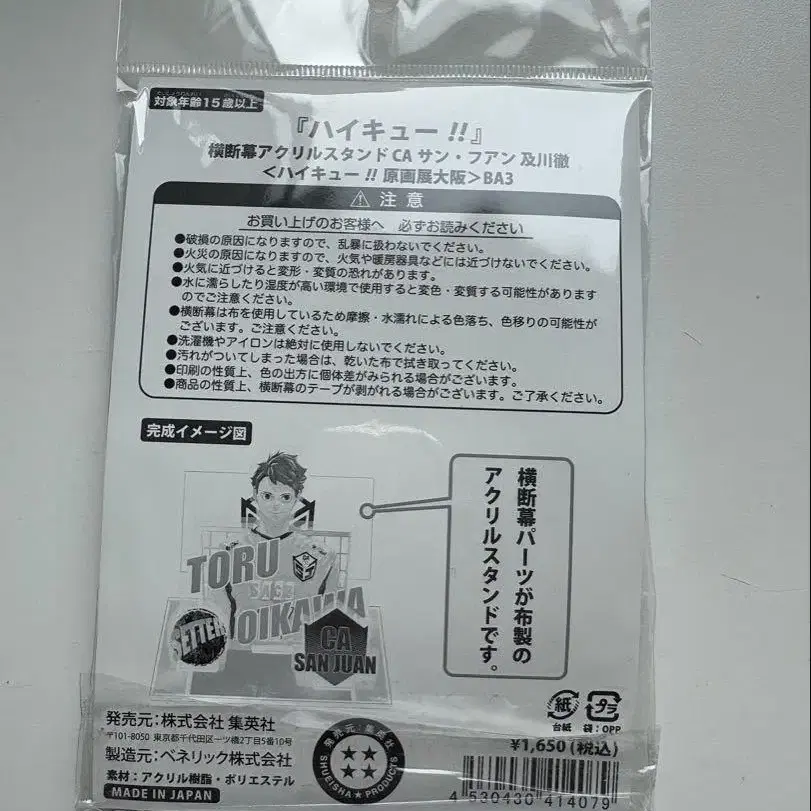 対象年齢15歳以上
『ハイキュー!!』
横断幕アクリルスタンド CA サン・フアン 及川徹
＜ハイキュー!! 原画展大阪＞BA3
⚠ 注意
お買い上げのお客様へ 必ずお読みください
●破損の原因になりますので、乱暴に扱わないでください。
●火災の原因になりますので、火気や暖房器具などには近づけないでください。
●火気に近づけると変形・変質の恐れがあります。
●水に濡らしたり湿度が高い環境で使用すると変色・変質する可能性があります
のでご注意ください。
●横断幕は布を使用しているため摩擦・水濡れによる色落ち、色移りの可能性が
ございます。ご注意ください。
●洗濯機やアイロンは絶対に使用しないでください。
●汚れがついてしまった場合は、乾いた布で拭き取ってください。
●印刷の性質上、色の出方に個体差がみられる場合がございます。
●商品の性質上、横断幕のテープが剥がれる場合がございます。ご了承ください。
完成イメージ図
横断幕パーツが布製の
アクリルスタンドです。
TORU
OIKAWA
SETTER
CA
SAN JUAN
紙
台紙
プラ
袋：OPP
発売元：株式会社 集英社
〒101-8050 東京都千代田区一ツ橋2丁目5番10号
製造元：ベネリック株式会社
素材：アクリル樹脂・ポリエステル
MADE IN JAPAN
発売元・集英社
SHUEISHA PRODUCTS
¥1,650(税込)
4 530430 414079